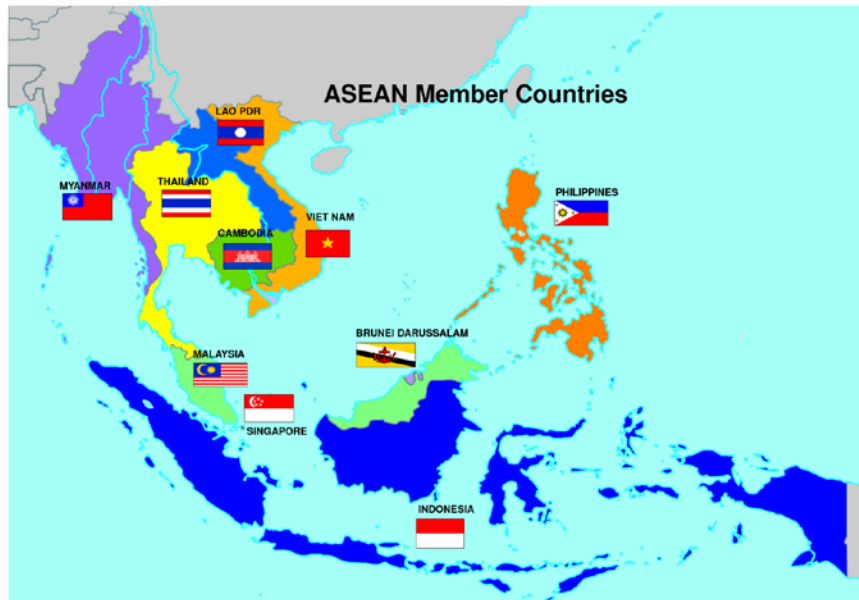 ASEAN Member Countries
LAO PDR
MYANMAR
THAILAND
PHILIPPINES
VIET NAM
CAMBODIA
BRUNEI DARUSSALAM
MALAYSIA
SINGAPORE
INDONESIA